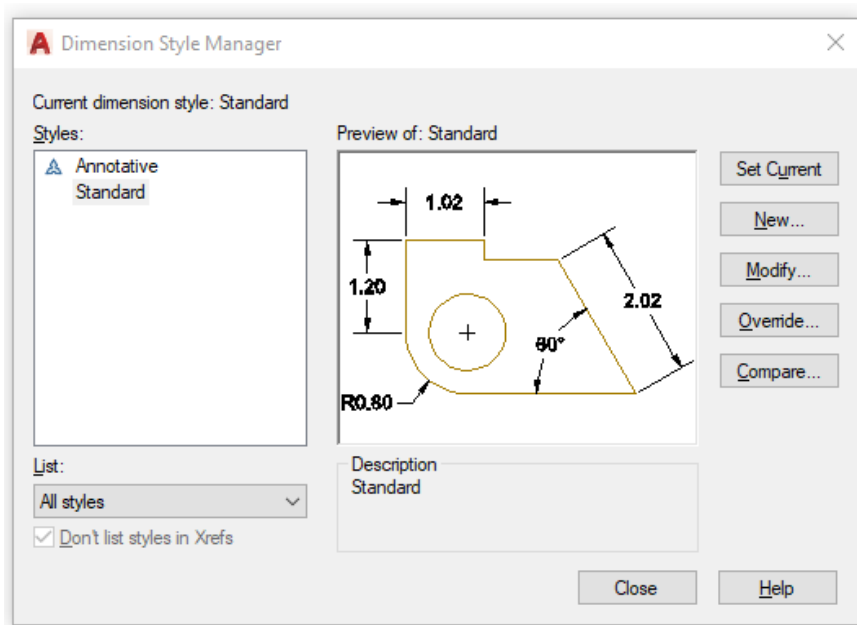 Dimension Style Manager
Current dimension style: Standard
Styles:
Annotative
Standard
Preview of: Standard
1.02
1.20
2.02
60°
R0.80
Set Current
New...
Modify...
Override...
Compare...
List:
All styles
Don't list styles in Xrefs
Description
Standard
Close
Help